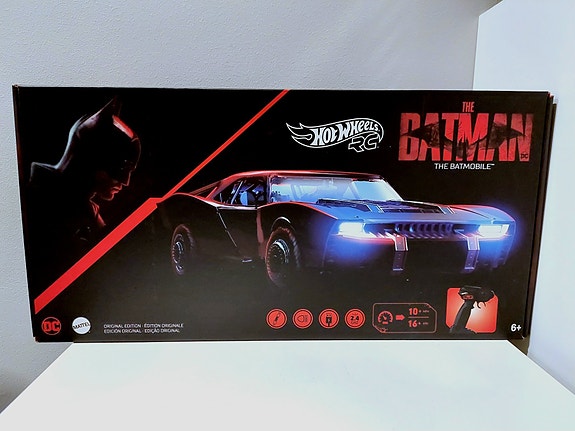 HOT WHEELS
RC
THE
BATMAN
DC
THE BATMOBILE™
DC
MATTEL
ORIGINAL EDITION · ÉDITION ORIGINALE
EDICIÓN ORIGINAL · EDIÇÃO ORIGINAL
2.4
10
16
6+